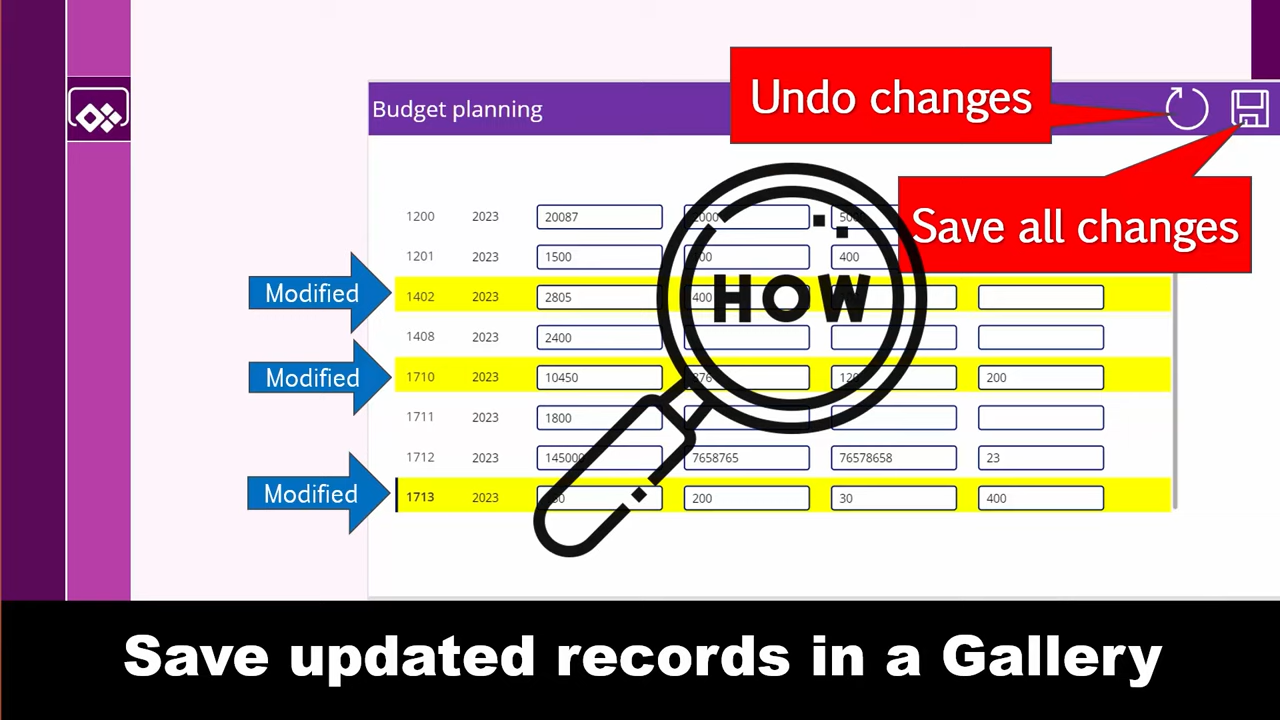 Undo changes
Budget planning
Save all changes
1200 2023 20087 2000
1201 2023 1500 400
Modified 1402 2023 2805 400
HOW
1408 2023 2400
Modified 1710 2023 10450 200
1711 2023 1800
1712 2023 145000 7658765 76578658 23
Modified 1713 2023 200 30 400
Save updated records in a Gallery